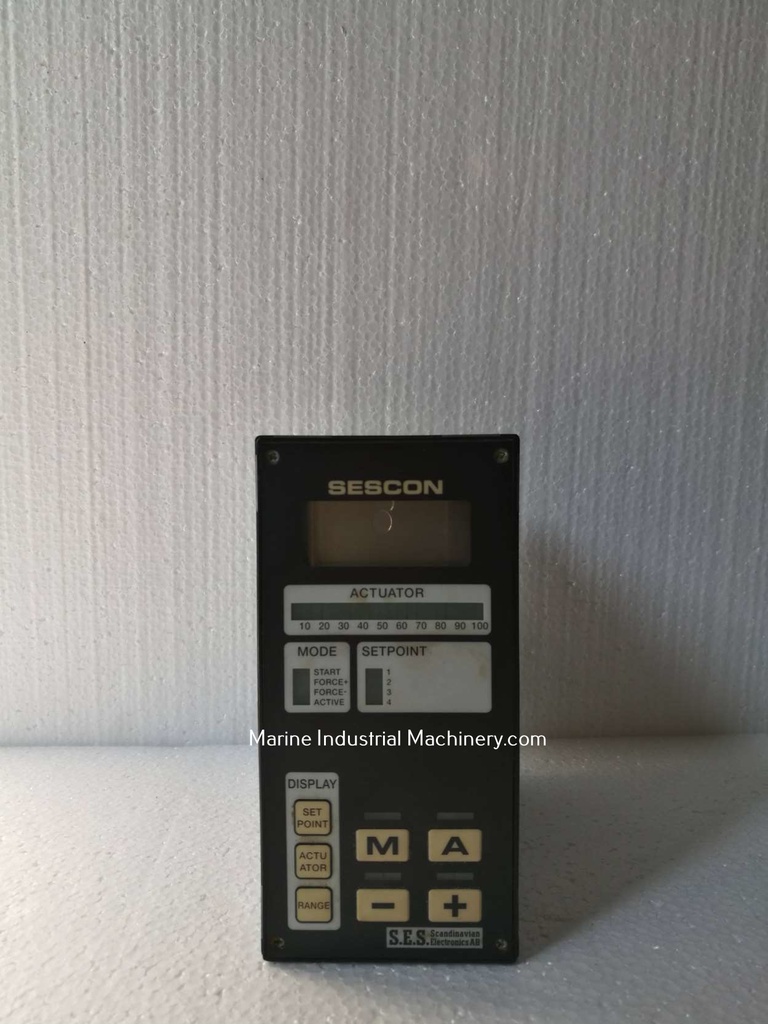 SESCON
ACTUATOR
10 20 30 40 50 60 70 80 90 100
MODE
START
FORCE+
FORCE-
ACTIVE
SETPOINT
1
2
3
4
Marine Industrial Machinery.com
DISPLAY
SET
POINT
ACTU
ATOR
RANGE
M A
− +
S.E.S. Scandinavian
Electronics AB